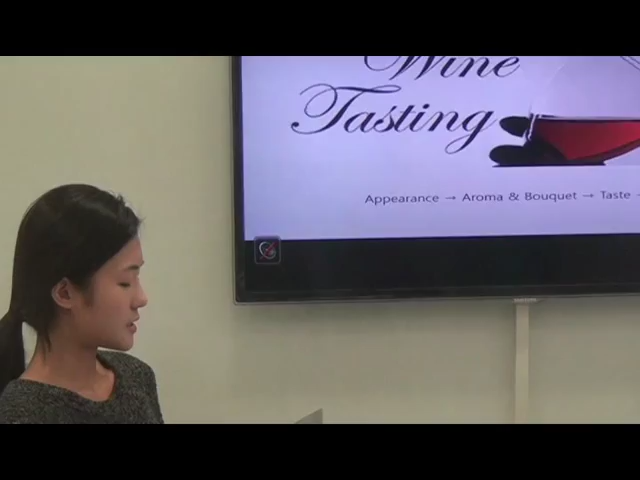 Wine
Tasting
Appearance → Aroma & Bouquet → Taste →